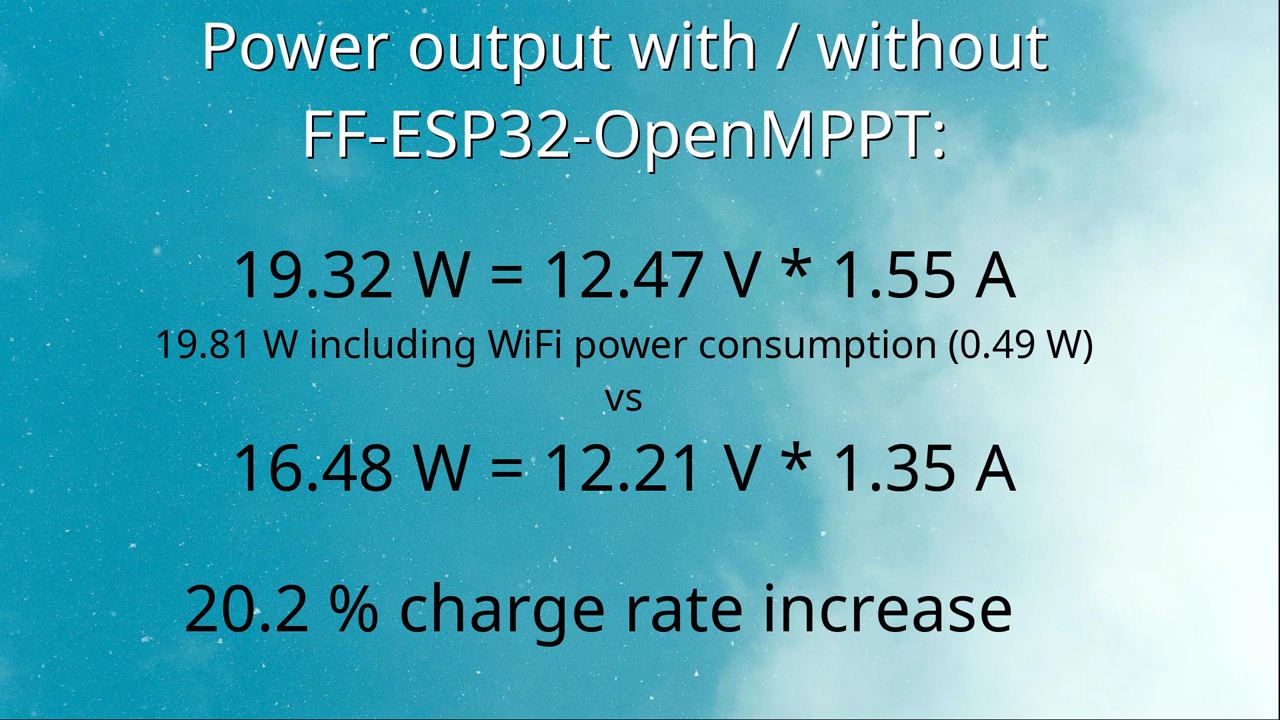 Power output with / without
FF-ESP32-OpenMPPT:
19.32 W = 12.47 V * 1.55 A
19.81 W including WiFi power consumption (0.49 W)
vs
16.48 W = 12.21 V * 1.35 A
20.2 % charge rate increase